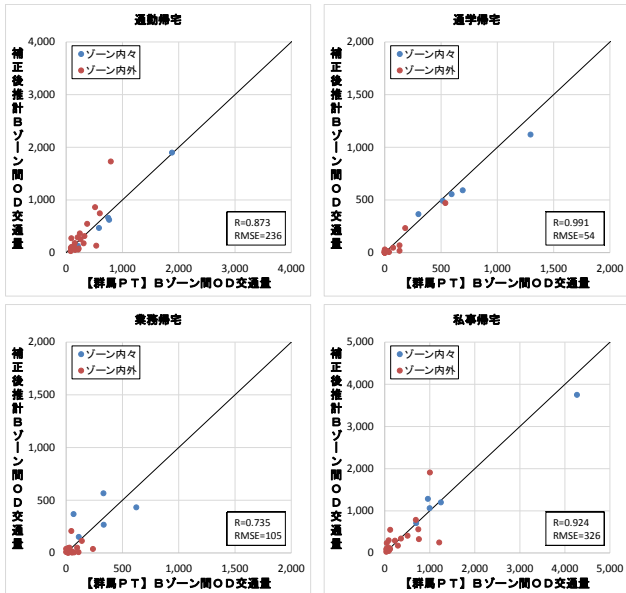 通勤帰宅
補正後推計Bゾーン間OD交通量
4,000
3,000
2,000
1,000
0
ゾーン内々
ゾーン内外
R=0.873
RMSE=236
0 1,000 2,000 3,000 4,000
【群馬PT】Bゾーン間OD交通量
通学帰宅
補正後推計Bゾーン間OD交通量
2,000
1,500
1,000
500
0
ゾーン内々
ゾーン内外
R=0.991
RMSE=54
0 500 1,000 1,500 2,000
【群馬PT】Bゾーン間OD交通量
業務帰宅
補正後推計Bゾーン間OD交通量
2,000
1,500
1,000
500
0
ゾーン内々
ゾーン内外
R=0.735
RMSE=105
0 500 1,000 1,500 2,000
【群馬PT】Bゾーン間OD交通量
私事帰宅
補正後推計Bゾーン間OD交通量
5,000
4,000
3,000
2,000
1,000
0
ゾーン内々
ゾーン内外
R=0.924
RMSE=326
0 1,000 2,000 3,000 4,000 5,000
【群馬PT】Bゾーン間OD交通量